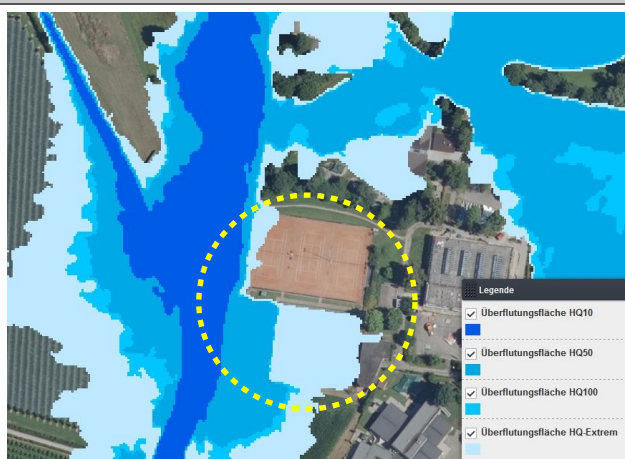 Legende
Überflutungsfläche HQ10
Überflutungsfläche HQ50
Überflutungsfläche HQ100
Überflutungsfläche HQ-Extrem